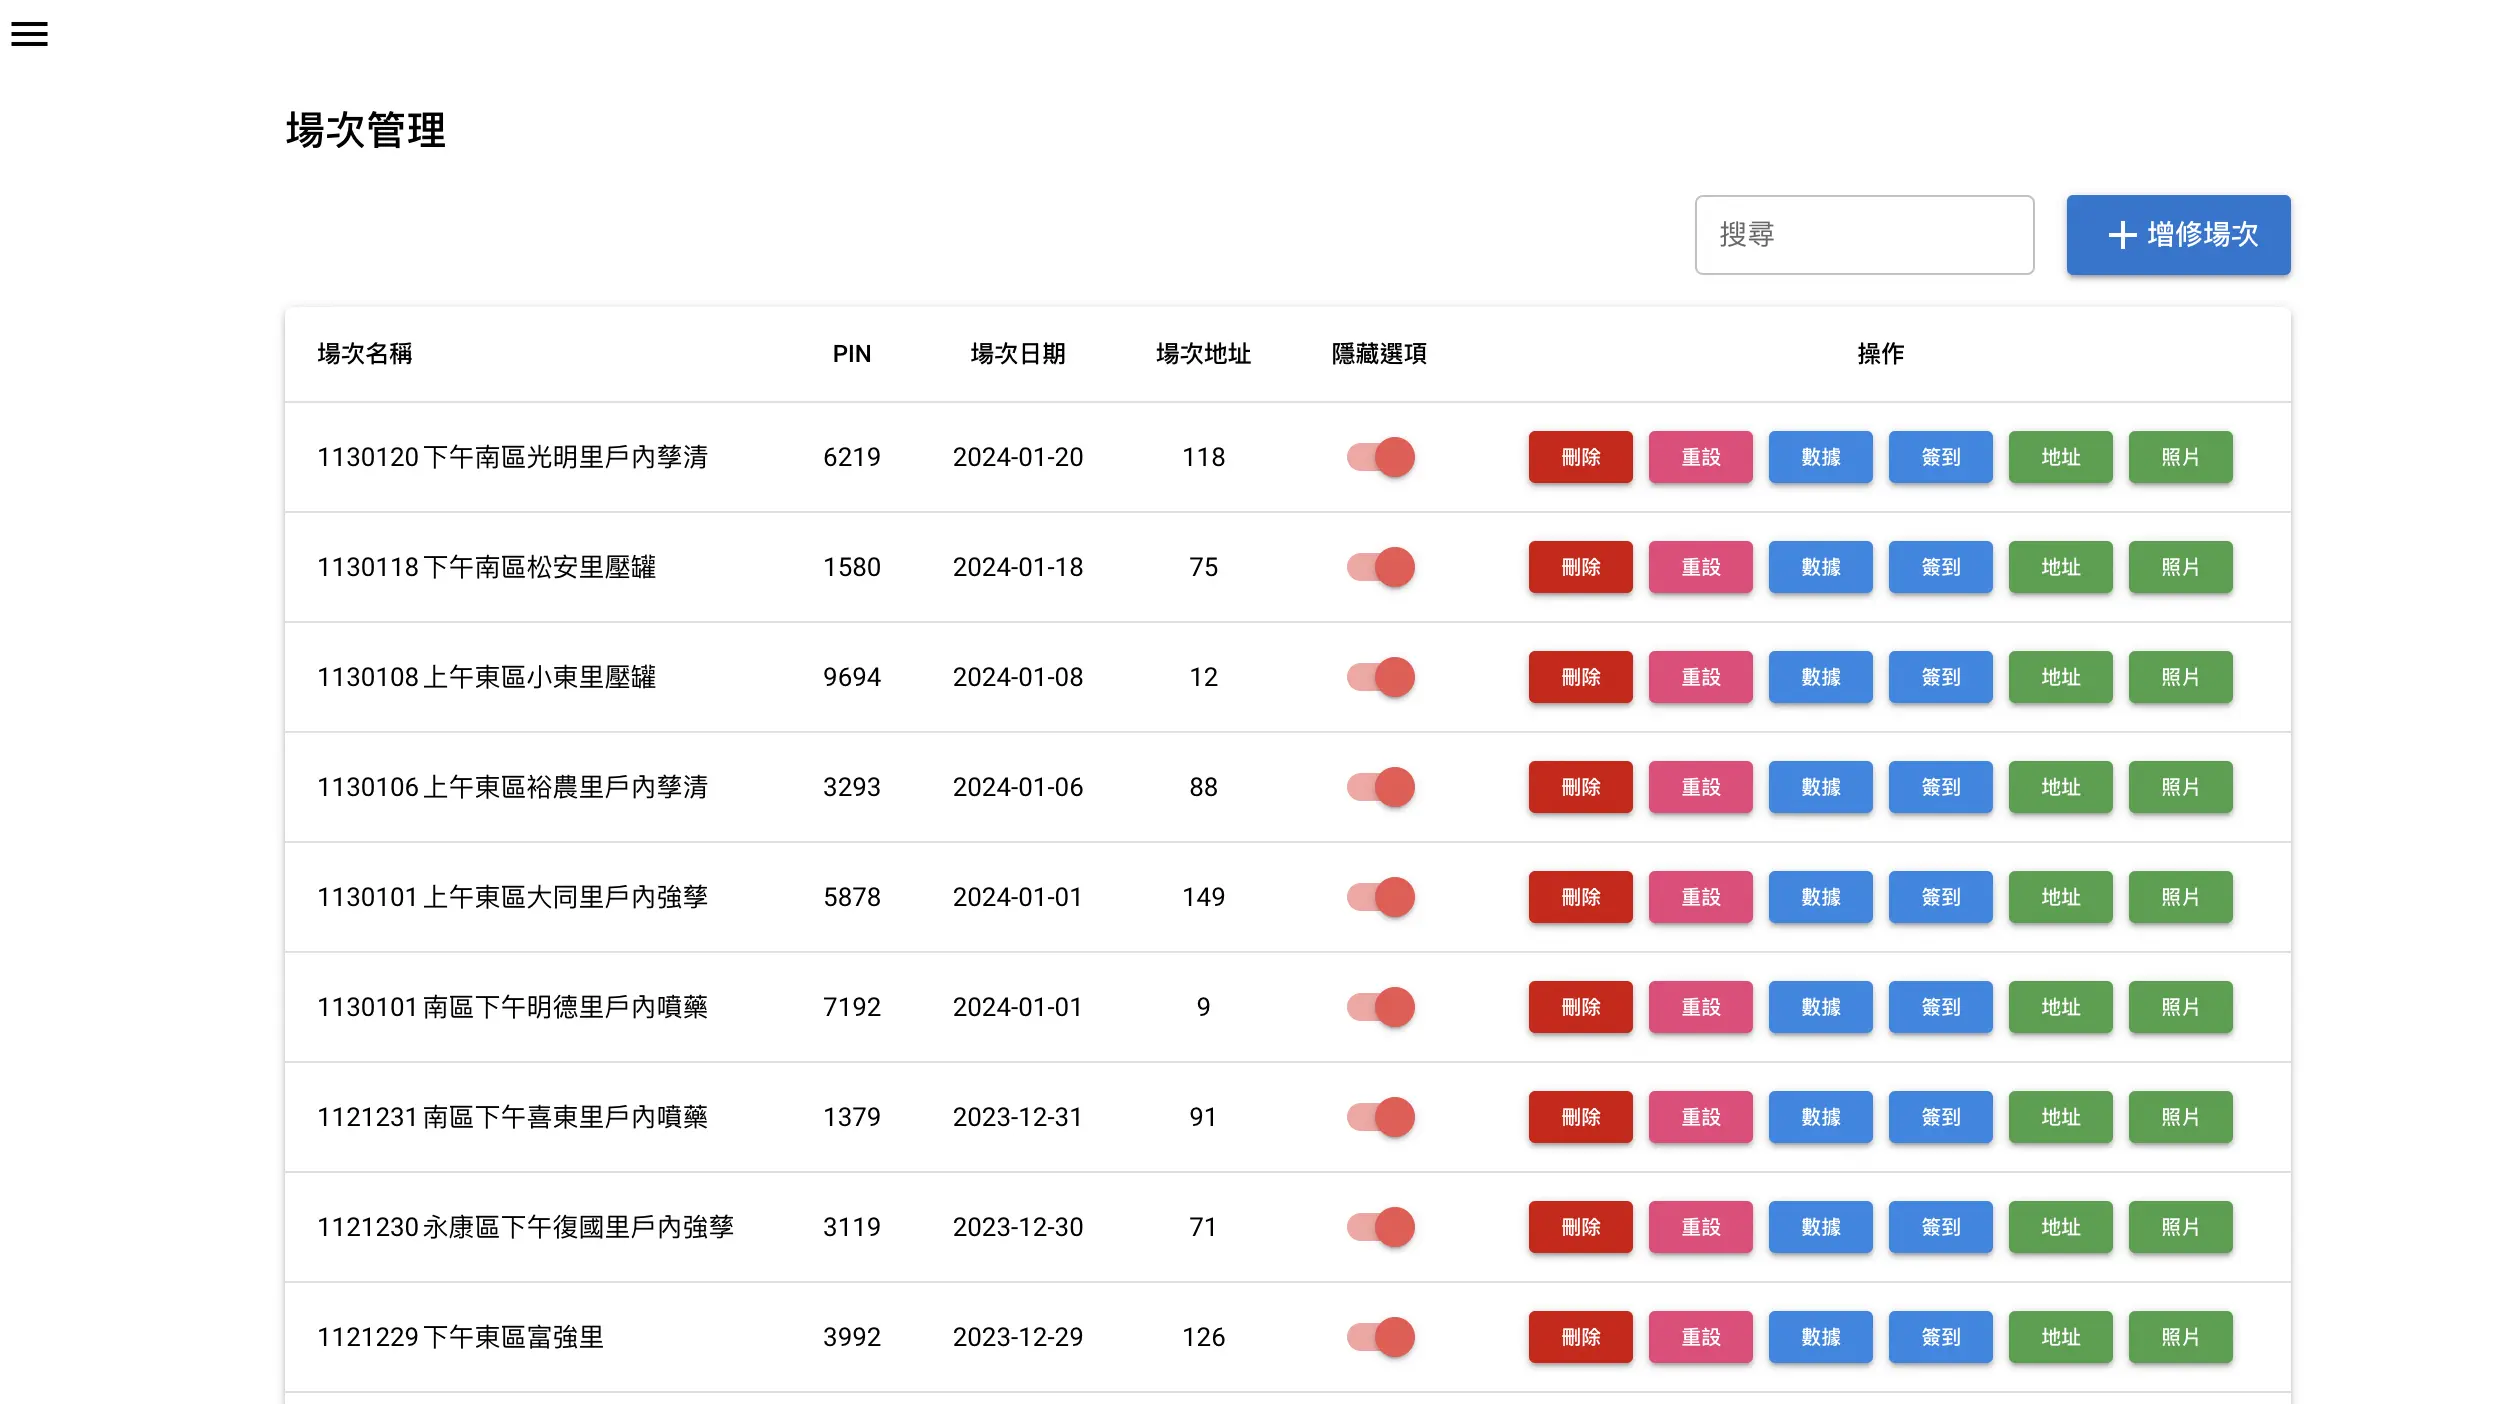 場次管理
搜尋
增修場次
場次名稱 PIN 場次日期 場次地址 隱藏選項 操作
1130120下午南區光明里戶內孳清 6219 2024-01-20 118 刪除 重設 數據 簽到 地址 照片
1130118下午南區松安里壓罐 1580 2024-01-18 75 刪除 重設 數據 簽到 地址 照片
1130108上午東區小東里壓罐 9694 2024-01-08 12 刪除 重設 數據 簽到 地址 照片
1130106上午東區裕農里戶內孳清 3293 2024-01-06 88 刪除 重設 數據 簽到 地址 照片
1130101上午東區大同里戶內強孳 5878 2024-01-01 149 刪除 重設 數據 簽到 地址 照片
1130101南區下午明德里戶內噴藥 7192 2024-01-01 9 刪除 重設 數據 簽到 地址 照片
1121231南區下午喜東里戶內噴藥 1379 2023-12-31 91 刪除 重設 數據 簽到 地址 照片
1121230永康區下午復國里戶內強孳 3119 2023-12-30 71 刪除 重設 數據 簽到 地址 照片
1121229下午東區富強里 3992 2023-12-29 126 刪除 重設 數據 簽到 地址 照片